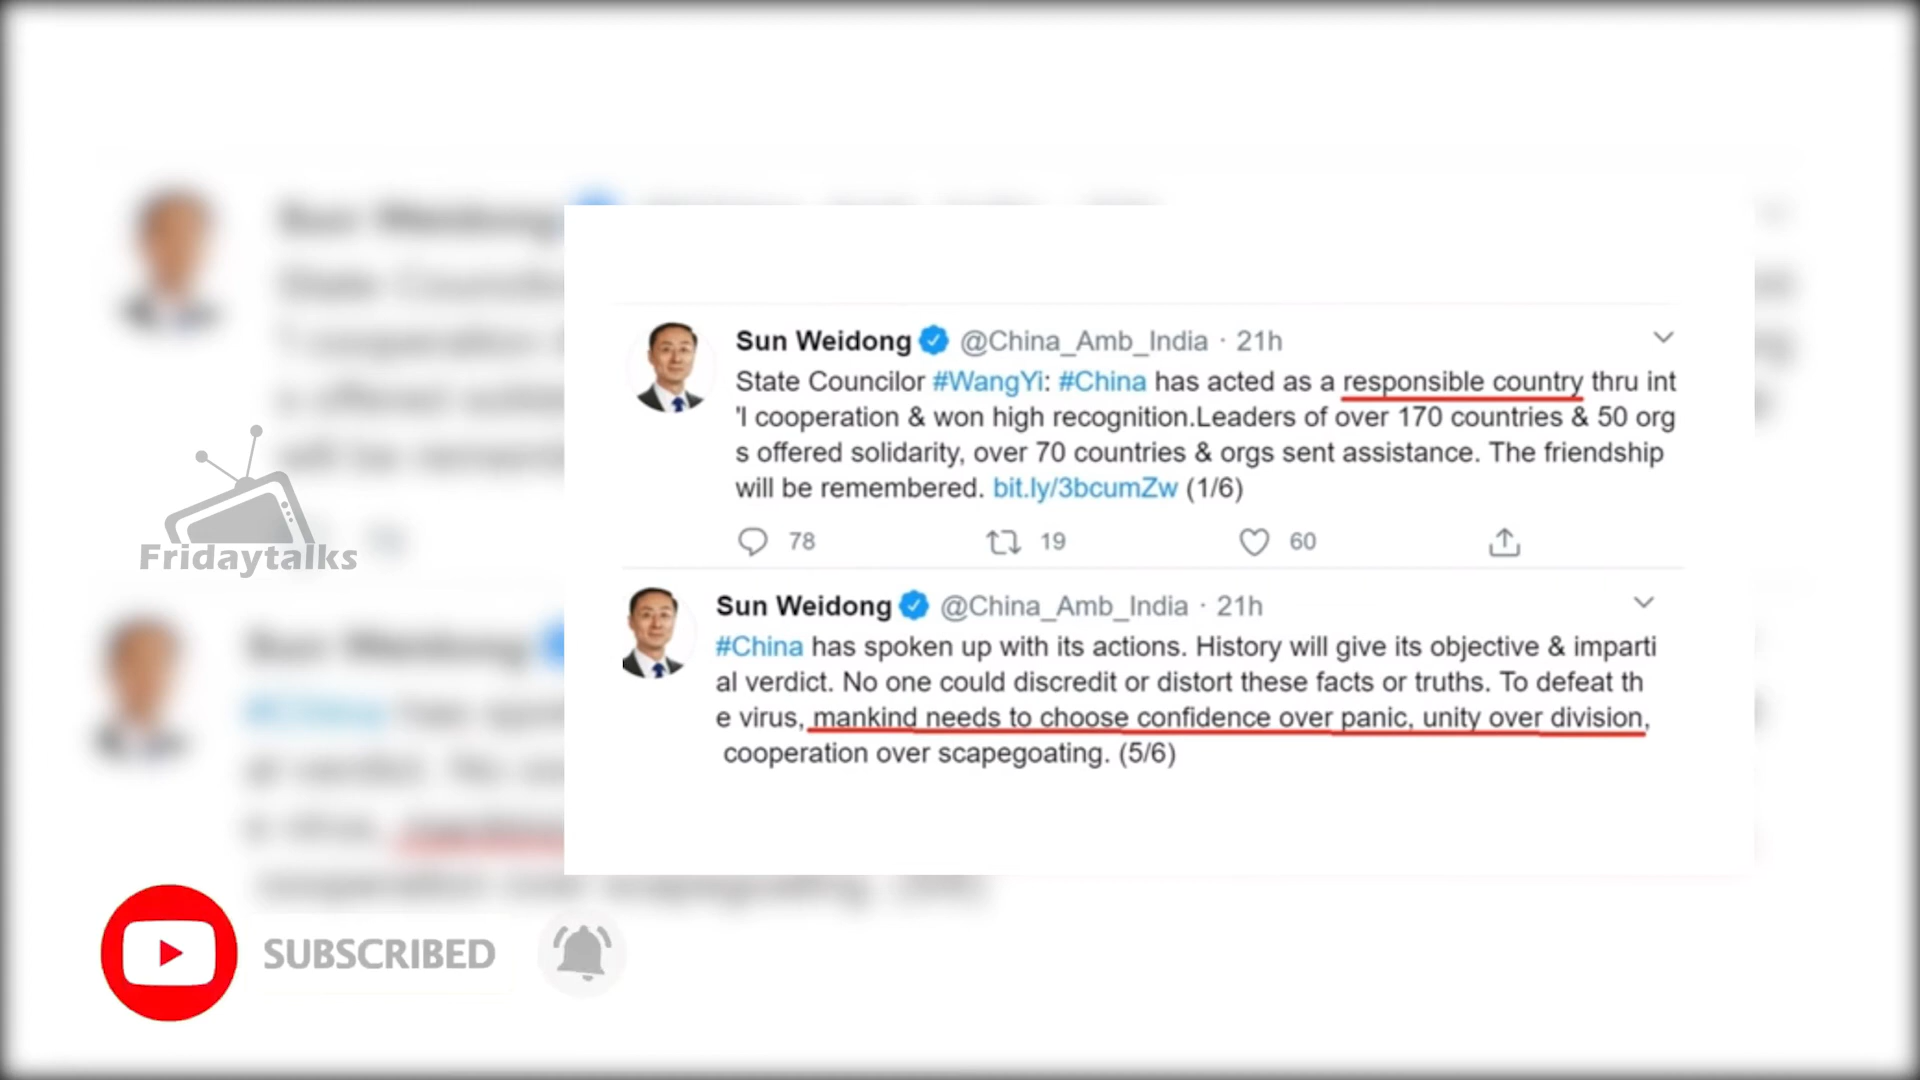 Sun Weidong @China_Amb_India · 21h
State Councilor #WangYi: #China has acted as a responsible country thru int
'l cooperation & won high recognition.Leaders of over 170 countries & 50 org
s offered solidarity, over 70 countries & orgs sent assistance. The friendship
will be remembered. bit.ly/3bcumZw (1/6)
78 19 60
Sun Weidong @China_Amb_India · 21h
#China has spoken up with its actions. History will give its objective & imparti
al verdict. No one could discredit or distort these facts or truths. To defeat th
e virus, mankind needs to choose confidence over panic, unity over division,
cooperation over scapegoating. (5/6)
Fridaytalks
SUBSCRIBED